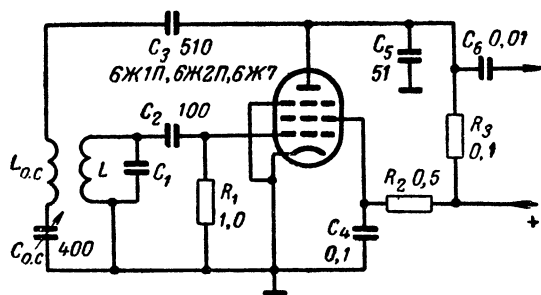 C₃ 510
6Ж1П, 6Ж2П, 6Ж7
C₅
51
C₆ 0,01
C₂ 100
Lо.с
L
C₁
R₁
1,0
R₃
0,1
R₂ 0,5
+
Cо.с 400
C₄
0,1